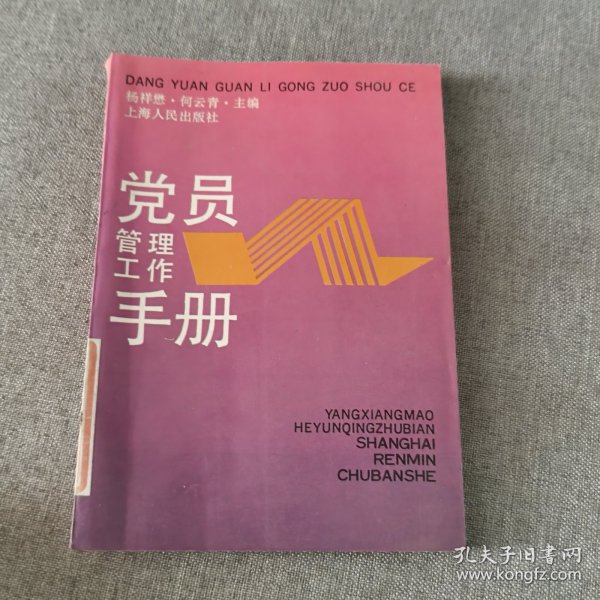 DANG YUAN GUAN LI GONG ZUO SHOU CE
杨祥懋·何云青·主编
上海人民出版社
党员
管理
工作
手册
YANGXIANGMAO
HEYUNQINGZHUBIAN
SHANGHAI
RENMIN
CHUBANSHE
孔夫子旧书网
www.kongfz.com